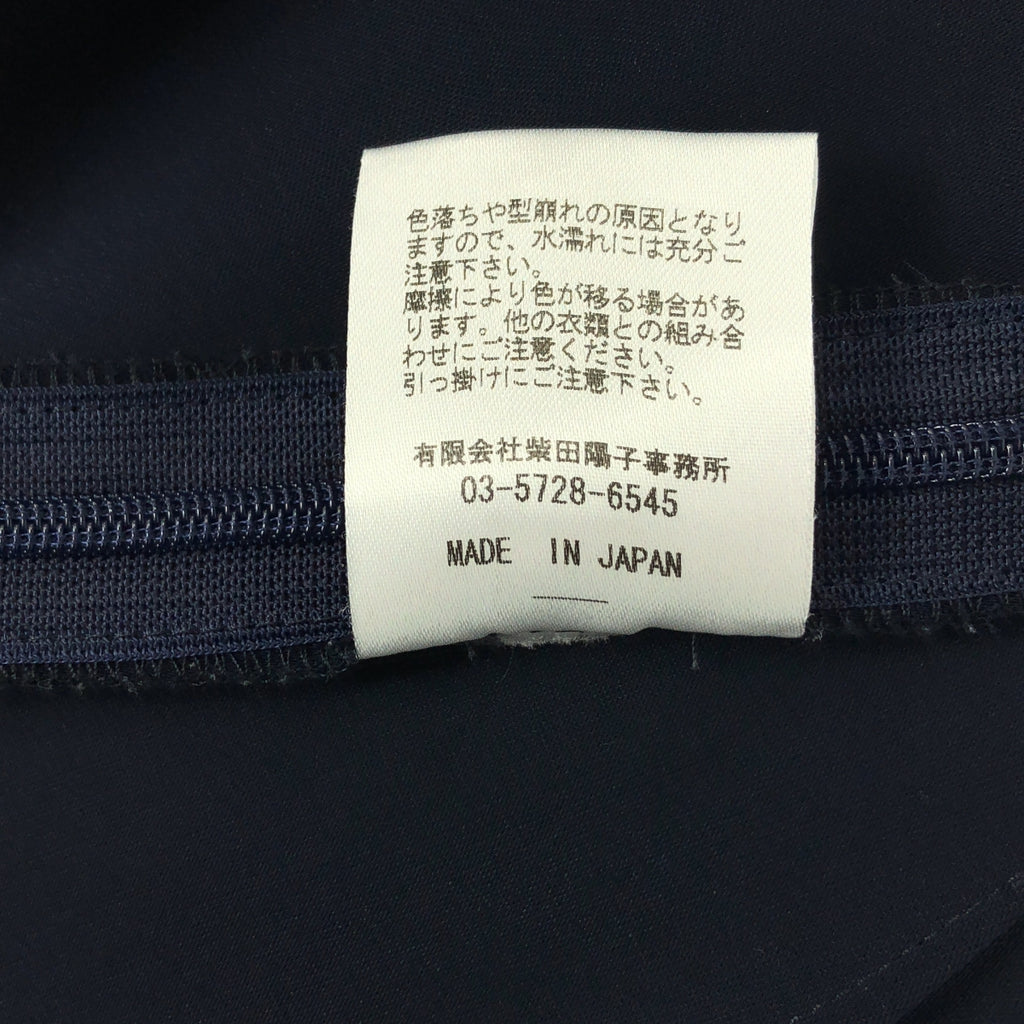 色落ちや型崩れの原因となり
ますので、水濡れには充分ご
注意下さい。
摩擦により色が移る場合があ
ります。他の衣類との組み合
わせにご注意ください。
引っ掛けにご注意下さい。
有限会社柴田陽子事務所
03-5728-6545
MADE IN JAPAN